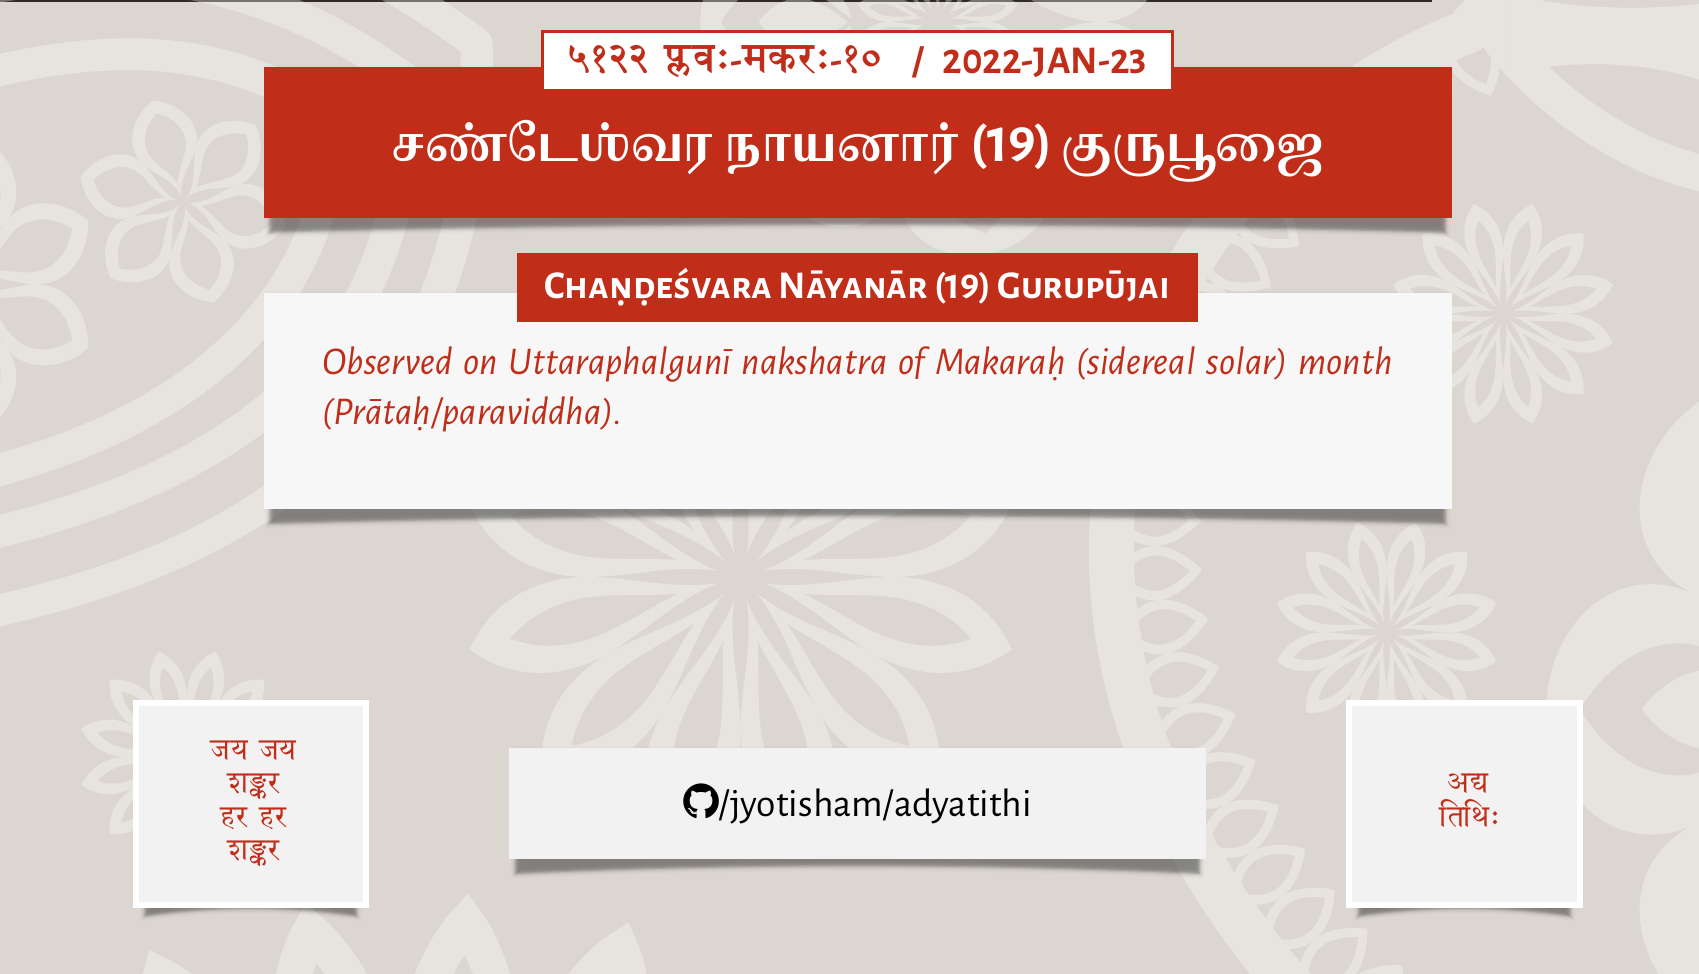 ५१२२ प्लवः-मकरः-१० / 2022-JAN-23
சண்டேஶ்வர நாயனார் (19) குருபூஜை
Chaṇḍeśvara Nāyanār (19) Gurupūjai
Observed on Uttaraphalgunī nakshatra of Makaraḥ (sidereal solar) month
(Prātaḥ/paraviddha).
जय जय
शङ्कर
हर हर
शङ्कर
/jyotisham/adyatithi
अद्य
तिथिः